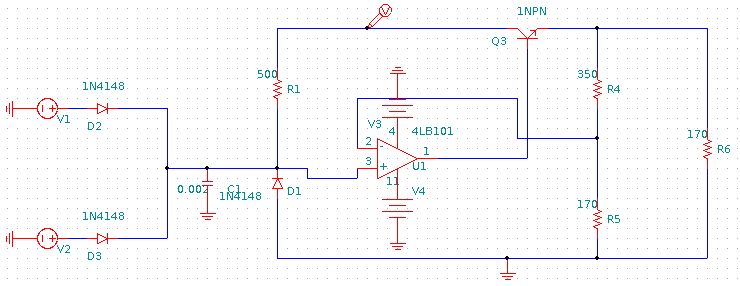 V
1NPN
Q3
500
R1
350
R4
1N4148
V1
D2
V3
4
4LB101
2
-
3
+
1
U1
11
170
R6
0.002
C1
1N4148
D1
V4
170
R5
1N4148
V2
D3